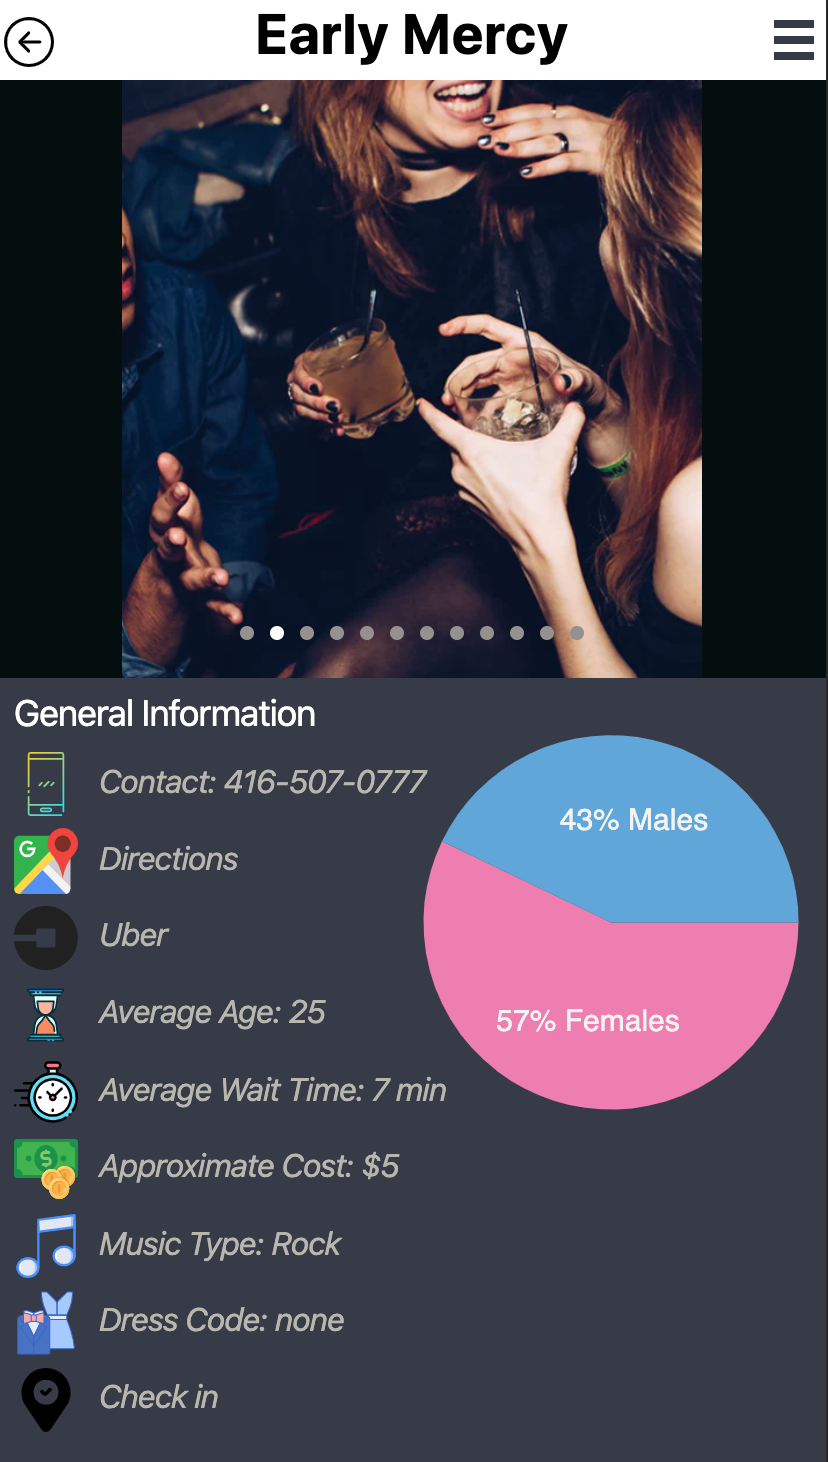 Early Mercy
General Information
Contact: 416-507-0777
G
Directions
Uber
Average Age: 25
Average Wait Time: 7 min
$
Approximate Cost: $5
Music Type: Rock
Dress Code: none
Check in
43% Males
57% Females